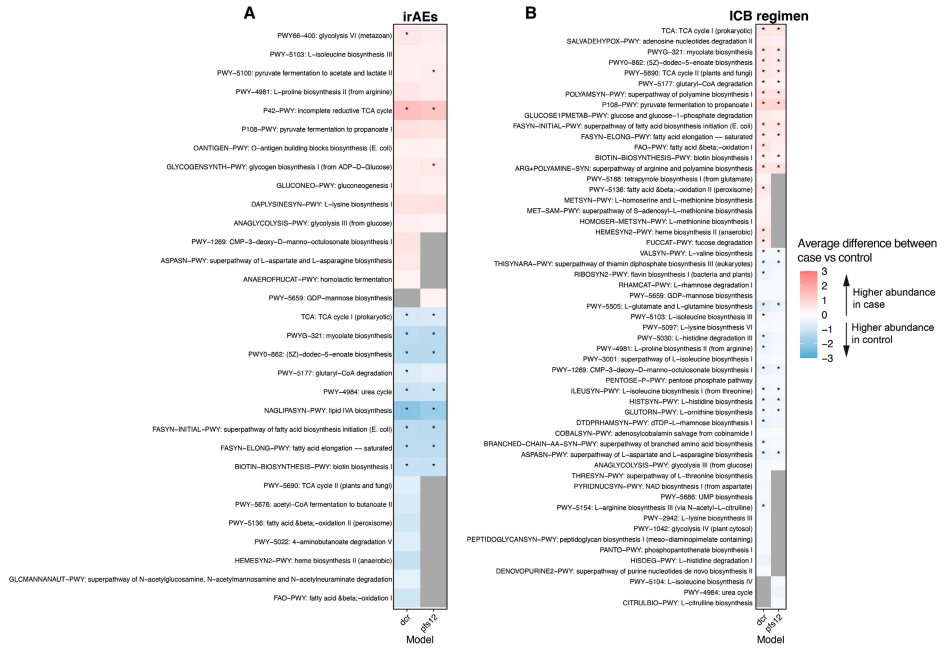 A
irAEs
PWY66−400: glycolysis VI (metazoan)
PWY−5103: L−isoleucine biosynthesis III
PWY−5100: pyruvate fermentation to acetate and lactate II
PWY−4981: L−proline biosynthesis II (from arginine)
P42−PWY: incomplete reductive TCA cycle
P108−PWY: pyruvate fermentation to propanoate I
OANTIGEN−PWY: O−antigen building blocks biosynthesis (E. coli)
GLYCOGENSYNTH−PWY: glycogen biosynthesis I (from ADP−D−Glucose)
GLUCONEO−PWY: gluconeogenesis I
DAPLYSINESYN−PWY: L−lysine biosynthesis I
ANAGLYCOLYSIS−PWY: glycolysis III (from glucose)
PWY−1269: CMP−3−deoxy−D−manno−octulosonate biosynthesis I
ASPASN−PWY: superpathway of L−aspartate and L−asparagine biosynthesis
ANAEROFRUCAT−PWY: homolactic fermentation
PWY−5659: GDP−mannose biosynthesis
TCA: TCA cycle I (prokaryotic)
PWYG−321: mycolate biosynthesis
PWY0−862: (5Z)−dodec−5−enoate biosynthesis
PWY−5177: glutaryl−CoA degradation
PWY−4984: urea cycle
NAGLIPASYN−PWY: lipid IVA biosynthesis
FASYN−INITIAL−PWY: superpathway of fatty acid biosynthesis initiation (E. coli)
FASYN−ELONG−PWY: fatty acid elongation −− saturated
BIOTIN−BIOSYNTHESIS−PWY: biotin biosynthesis I
PWY−5690: TCA cycle II (plants and fungi)
PWY−5676: acetyl−CoA fermentation to butanoate II
PWY−5136: fatty acid &beta;−oxidation II (peroxisome)
PWY−5022: 4−aminobutanoate degradation V
HEMESYN2−PWY: heme biosynthesis II (anaerobic)
GLCMANNANAUT−PWY: superpathway of N−acetylglucosamine, N−acetylmannosamine and N−acetylneuraminate degradation
FAO−PWY: fatty acid &beta;−oxidation I
dcr
pfs12
Model
B
ICB regimen
TCA: TCA cycle I (prokaryotic)
SALVADEHYPOX−PWY: adenosine nucleotides degradation II
PWYG−321: mycolate biosynthesis
PWY0−862: (5Z)−dodec−5−enoate biosynthesis
PWY−5690: TCA cycle II (plants and fungi)
PWY−5177: glutaryl−CoA degradation
POLYAMSYN−PWY: superpathway of polyamine biosynthesis I
P108−PWY: pyruvate fermentation to propanoate I
GLUCOSE1PMETAB−PWY: glucose and glucose−1−phosphate degradation
FASYN−INITIAL−PWY: superpathway of fatty acid biosynthesis initiation (E. coli)
FASYN−ELONG−PWY: fatty acid elongation −− saturated
FAO−PWY: fatty acid &beta;−oxidation I
BIOTIN−BIOSYNTHESIS−PWY: biotin biosynthesis I
ARG+POLYAMINE−SYN: superpathway of arginine and polyamine biosynthesis
PWY−5188: tetrapyrrole biosynthesis I (from glutamate)
PWY−5136: fatty acid &beta;−oxidation II (peroxisome)
METSYN−PWY: L−homoserine and L−methionine biosynthesis
MET−SAM−PWY: superpathway of S−adenosyl−L−methionine biosynthesis
HOMOSER−METSYN−PWY: L−methionine biosynthesis I
HEMESYN2−PWY: heme biosynthesis II (anaerobic)
FUCCAT−PWY: fucose degradation
VALSYN−PWY: L−valine biosynthesis
THISYNARA−PWY: superpathway of thiamin diphosphate biosynthesis III (eukaryotes)
RIBOSYN2−PWY: flavin biosynthesis I (bacteria and plants)
RHAMCAT−PWY: L−rhamnose degradation I
PWY−5659: GDP−mannose biosynthesis
PWY−5505: L−glutamate and L−glutamine biosynthesis
PWY−5103: L−isoleucine biosynthesis III
PWY−5097: L−lysine biosynthesis VI
PWY−5030: L−histidine degradation III
PWY−4981: L−proline biosynthesis II (from arginine)
PWY−3001: superpathway of L−isoleucine biosynthesis I
PWY−1269: CMP−3−deoxy−D−manno−octulosonate biosynthesis I
PENTOSE−P−PWY: pentose phosphate pathway
ILEUSYN−PWY: L−isoleucine biosynthesis I (from threonine)
HISTSYN−PWY: L−histidine biosynthesis
GLUTORN−PWY: L−ornithine biosynthesis
DTDPRHAMSYN−PWY: dTDP−L−rhamnose biosynthesis I
COBALSYN−PWY: adenosylcobalamin salvage from cobinamide I
BRANCHED−CHAIN−AA−SYN−PWY: superpathway of branched amino acid biosynthesis
ASPASN−PWY: superpathway of L−aspartate and L−asparagine biosynthesis
ANAGLYCOLYSIS−PWY: glycolysis III (from glucose)
THRESYN−PWY: superpathway of L−threonine biosynthesis
PYRIDNUCSYN−PWY: NAD biosynthesis I (from aspartate)
PWY−5686: UMP biosynthesis
PWY−5154: L−arginine biosynthesis III (via N−acetyl−L−citrulline)
PWY−2942: L−lysine biosynthesis III
PWY−1042: glycolysis IV (plant cytosol)
PEPTIDOGLYCANSYN−PWY: peptidoglycan biosynthesis I (meso−diaminopimelate containing)
PANTO−PWY: phosphopantothenate biosynthesis I
HISDEG−PWY: L−histidine degradation I
DENOVOPURINE2−PWY: superpathway of purine nucleotides de novo biosynthesis II
PWY−5104: L−isoleucine biosynthesis IV
PWY−4984: urea cycle
CITRULBIO−PWY: L−citrulline biosynthesis
dcr
pfs12
Model
Average difference between
case vs control
3
2
1
0
−1
−2
−3
Higher abundance
in case
Higher abundance
in control